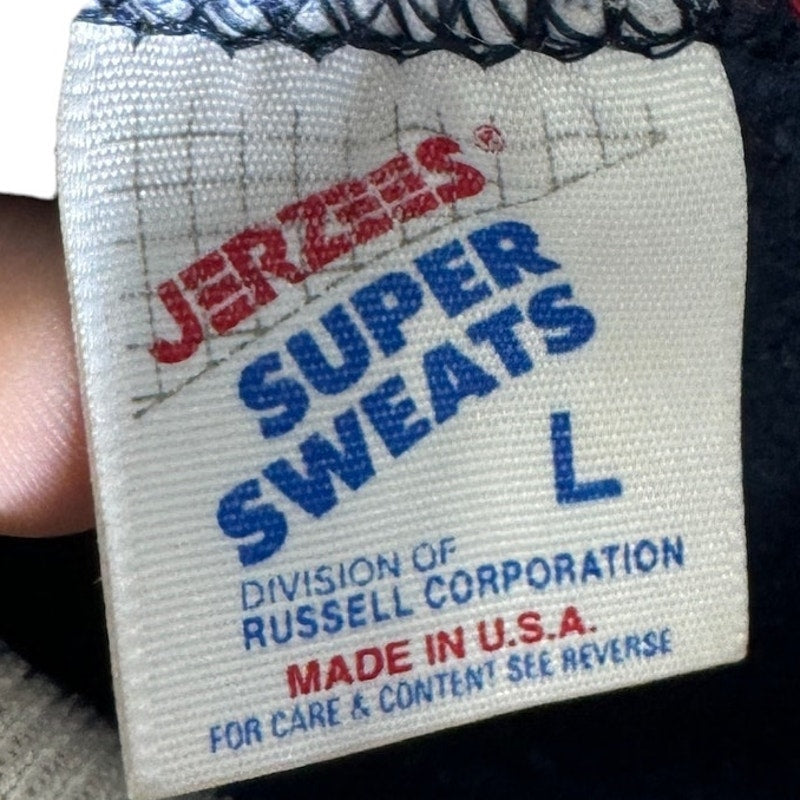 JERZEES®
SUPER
SWEATS
L
DIVISION OF
RUSSELL CORPORATION
MADE IN U.S.A.
FOR CARE & CONTENT SEE REVERSE